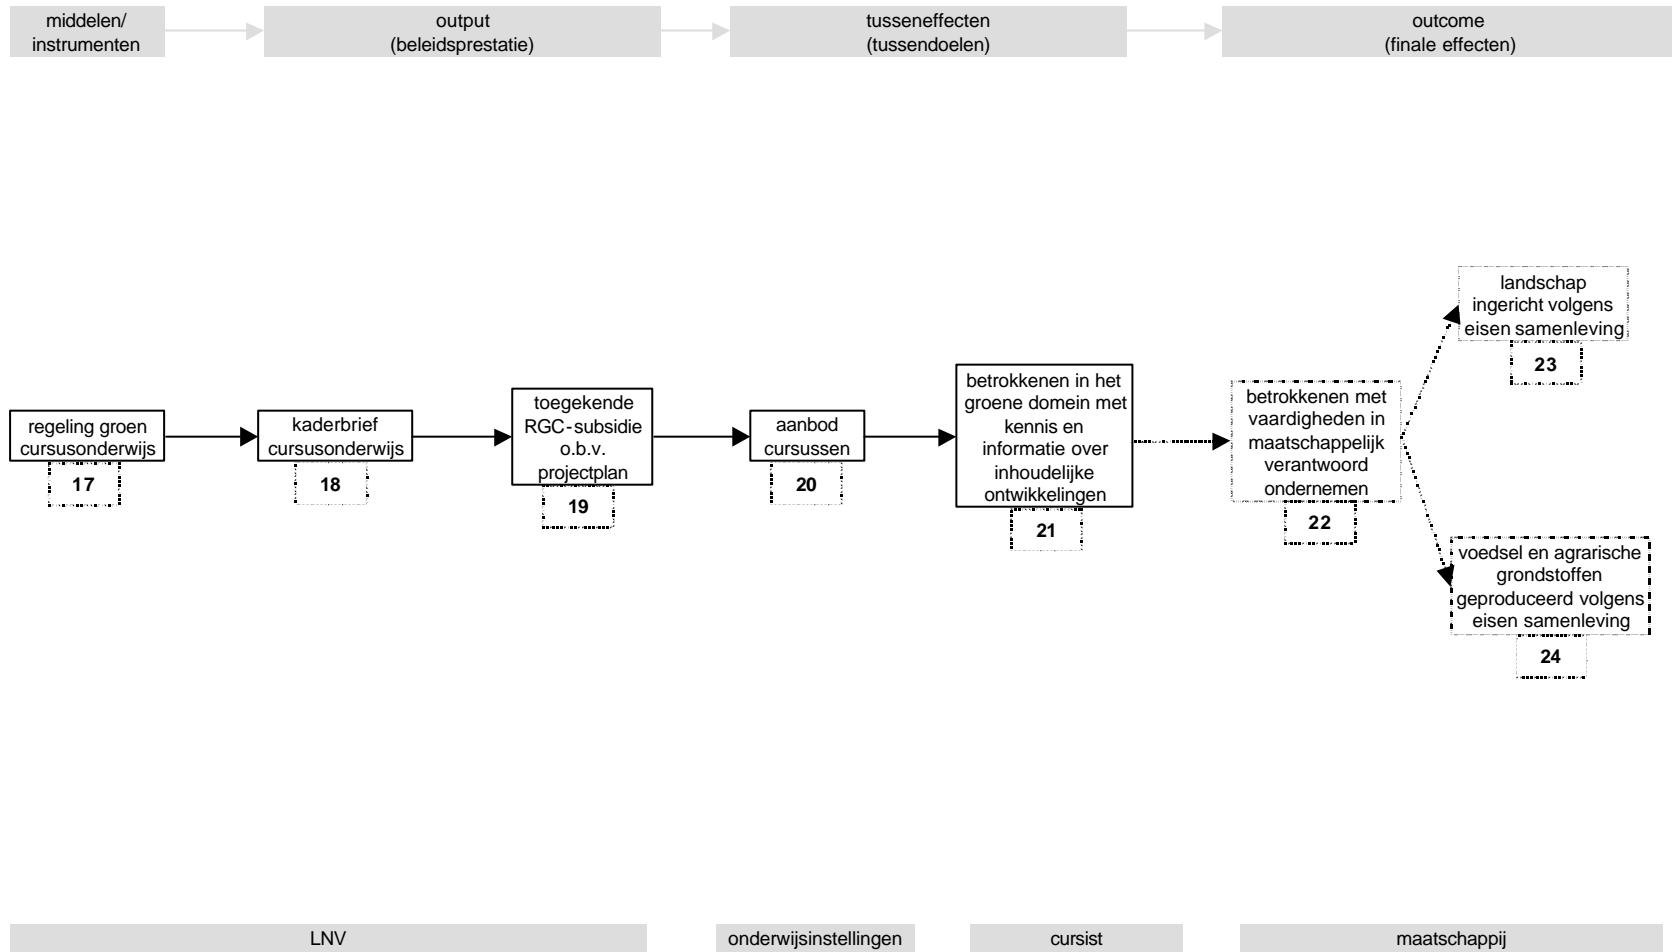 middelen/
instrumenten
output
(beleidsprestatie)
tusseneffecten
(tussendoelen)
outcome
(finale effecten)
regeling groen
cursusonderwijs
17
kaderbrief
cursusonderwijs
18
toegekende
RGC-subsidie
o.b.v.
projectplan
19
aanbod
cursussen
20
betrokkenen in het
groene domein met
kennis en
informatie over
inhoudelijke
ontwikkelingen
21
betrokkenen met
vaardigheden in
maatschappelijk
verantwoord
ondernemen
22
landschap
ingericht volgens
eisen samenleving
23
voedsel en agrarische
grondstoffen
geproduceerd volgens
eisen samenleving
24
LNV
onderwijsinstellingen
cursist
maatschappij